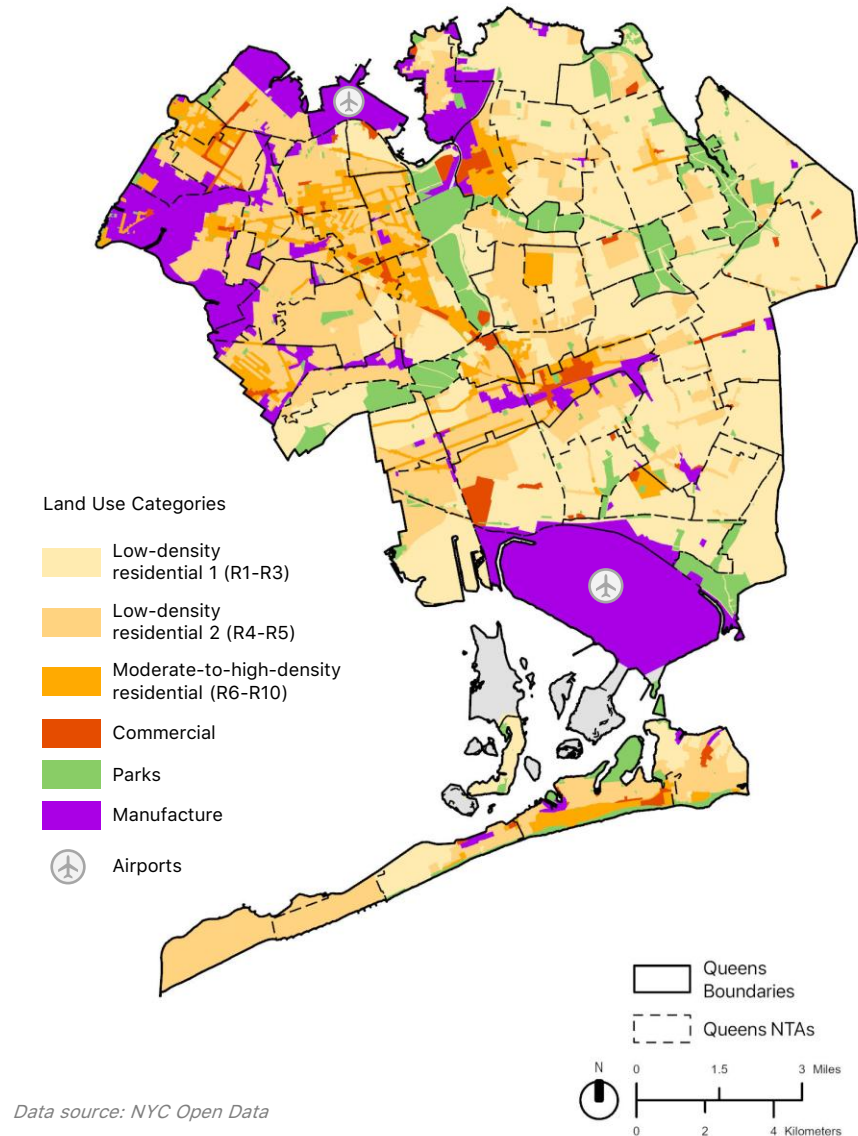 Land Use Categories
Low-density
residential 1 (R1-R3)
Low-density
residential 2 (R4-R5)
Moderate-to-high-density
residential (R6-R10)
Commercial
Parks
Manufacture
Airports
Queens
Boundaries
Queens NTAs
N
0 1.5 3 Miles
0 2 4 Kilometers
Data source: NYC Open Data